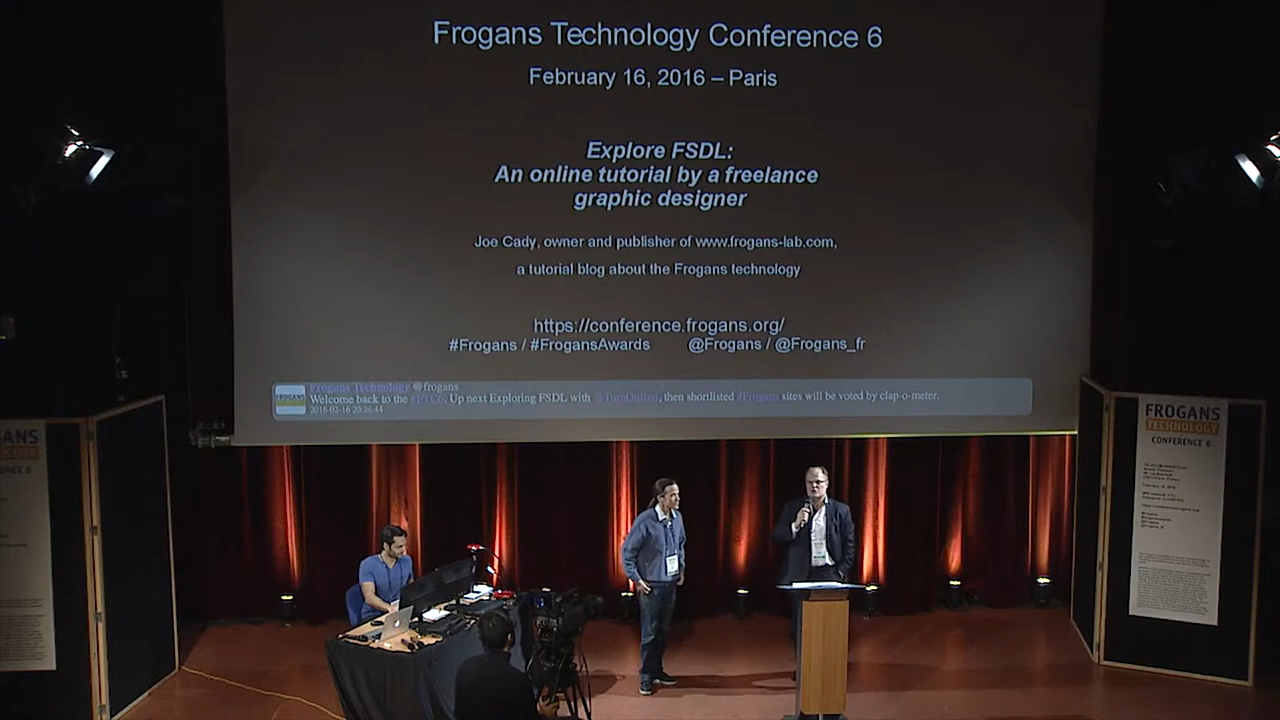 Frogans Technology Conference 6
February 16, 2016 – Paris
Explore FSDL:
An online tutorial by a freelance
graphic designer
Joe Cady, owner and publisher of www.frogans-lab.com,
a tutorial blog about the Frogans technology
https://conference.frogans.org/
#Frogans / #FrogansAwards @Frogans / @Frogans_fr
FROGANS
Frogans Technology @frogans
Welcome back to the #FTC6. Up next Exploring FSDL with then shortlisted #Frogans sites will be voted by clap-o-meter.
2016-02-16 20:26:44
FROGANS
TECHNOLOGY
CONFERENCE 6